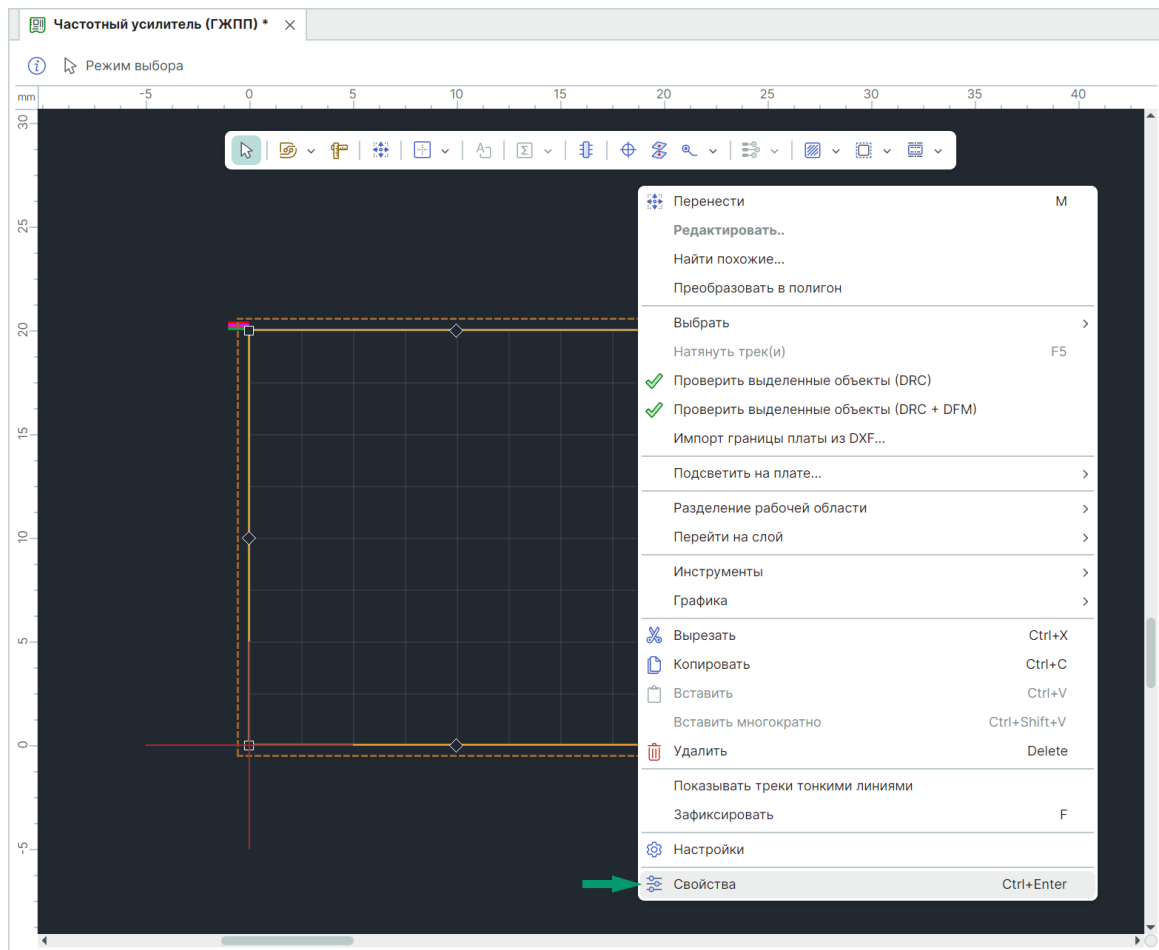 Частотный усилитель (ГЖПП) *
Режим выбора
mm
-5 0 5 10 15 20 25 30 35 40
30
25
20
15
10
5
0
-5
Перенести M
Редактировать..
Найти похожие...
Преобразовать в полигон
Выбрать
Натянуть трек(и) F5
Проверить выделенные объекты (DRC)
Проверить выделенные объекты (DRC + DFM)
Импорт границы платы из DXF...
Подсветить на плате...
Разделение рабочей области
Перейти на слой
Инструменты
Графика
Вырезать Ctrl+X
Копировать Ctrl+C
Вставить Ctrl+V
Вставить многократно Ctrl+Shift+V
Удалить Delete
Показывать треки тонкими линиями
Зафиксировать F
Настройки
Свойства Ctrl+Enter